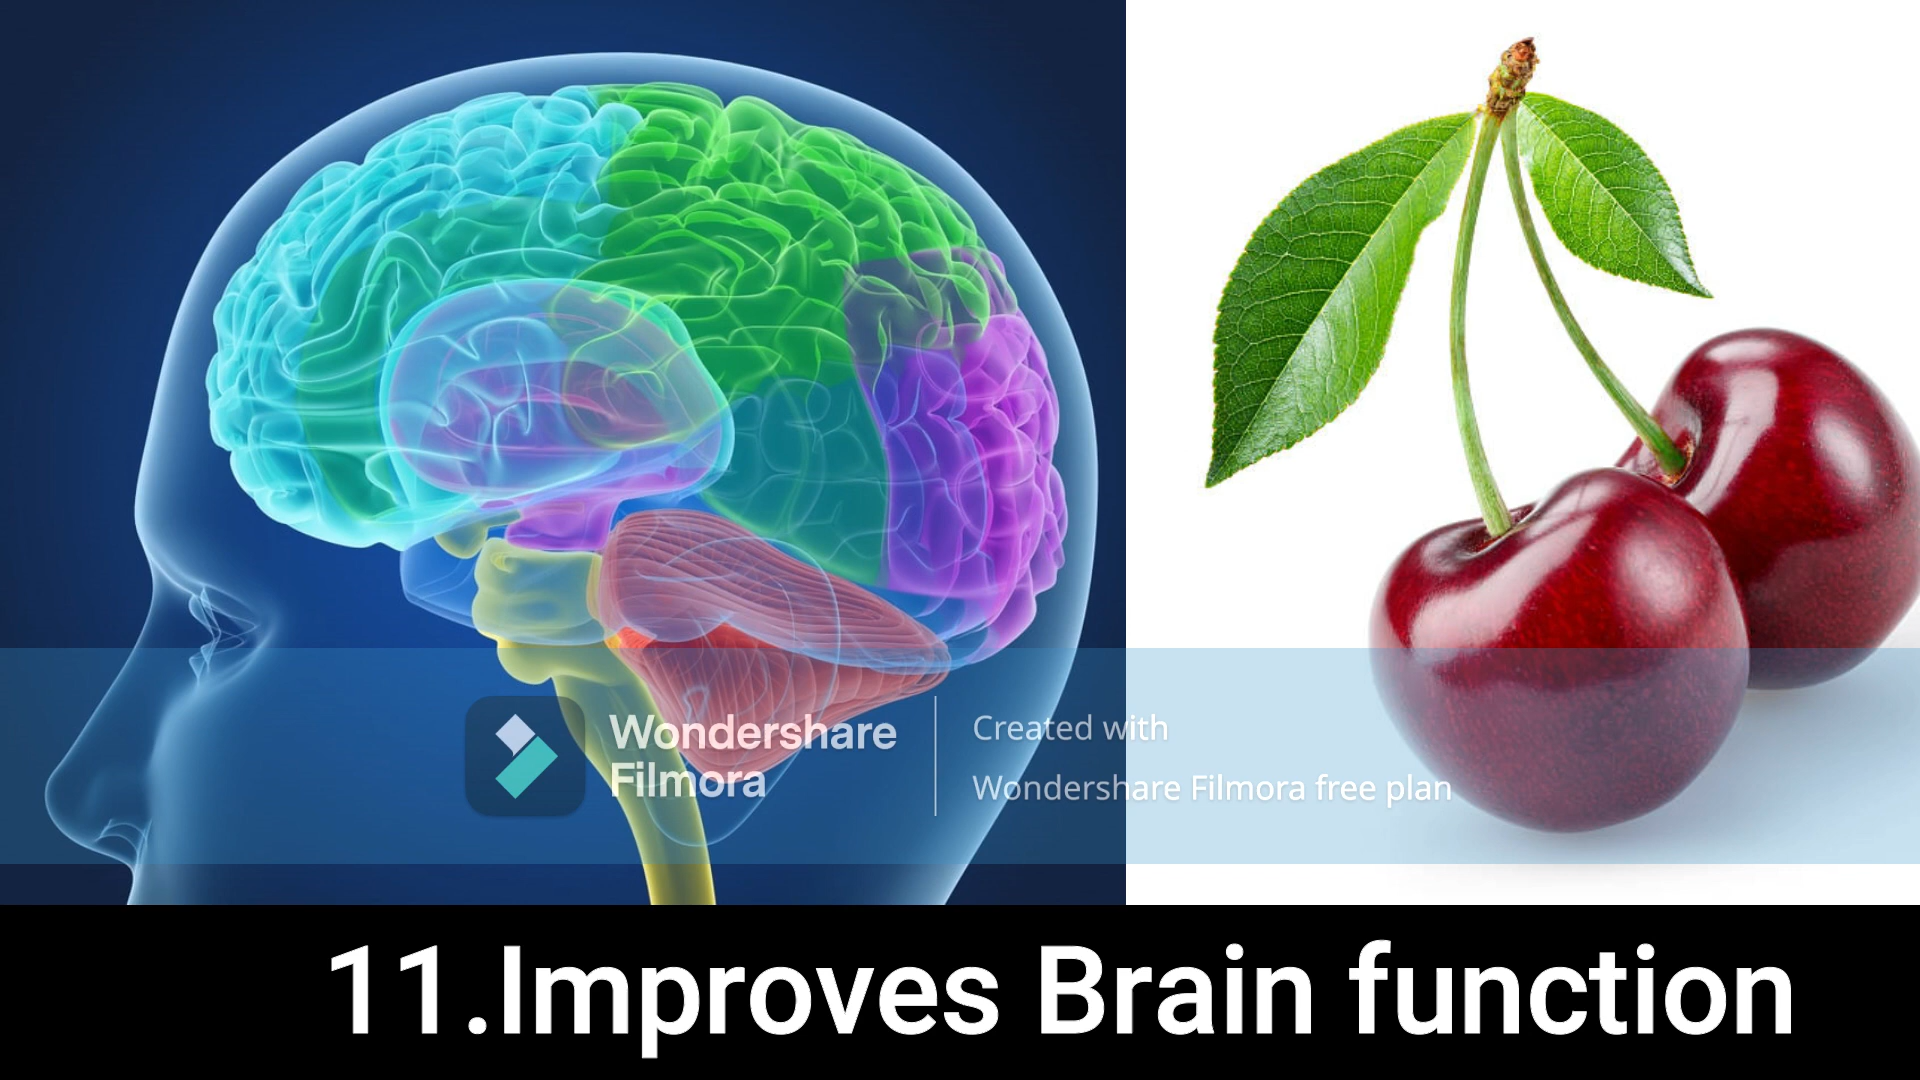 Wondershare
Filmora
Created with
Wondershare Filmora free plan
11.Improves Brain function